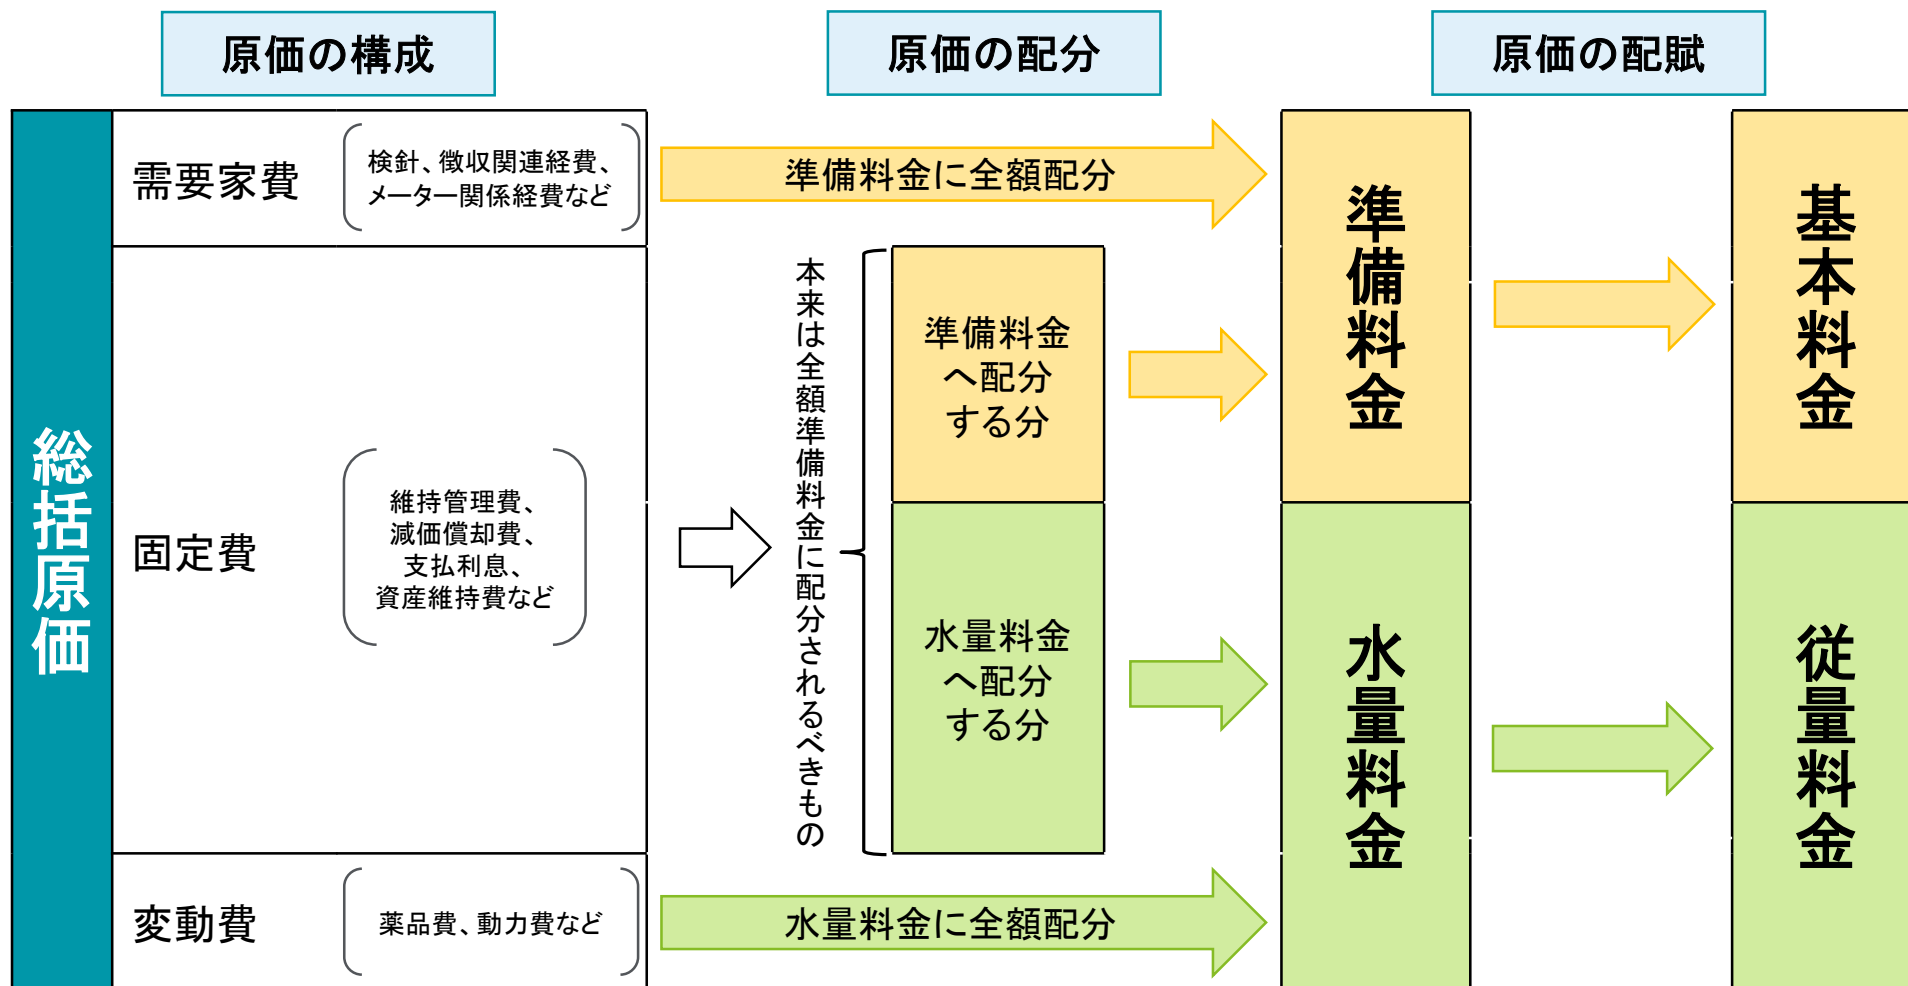 原価の構成
原価の配分
原価の配賦
総括原価
需要家費
検針、徴収関連経費、
メーター関係経費など
準備料金に全額配分
固定費
維持管理費、
減価償却費、
支払利息、
資産維持費など
本来は全額準備料金に配分されるべきもの
準備料金
へ配分
する分
水量料金
へ配分
する分
変動費
薬品費、動力費など
水量料金に全額配分
準備料金
水量料金
基本料金
従量料金